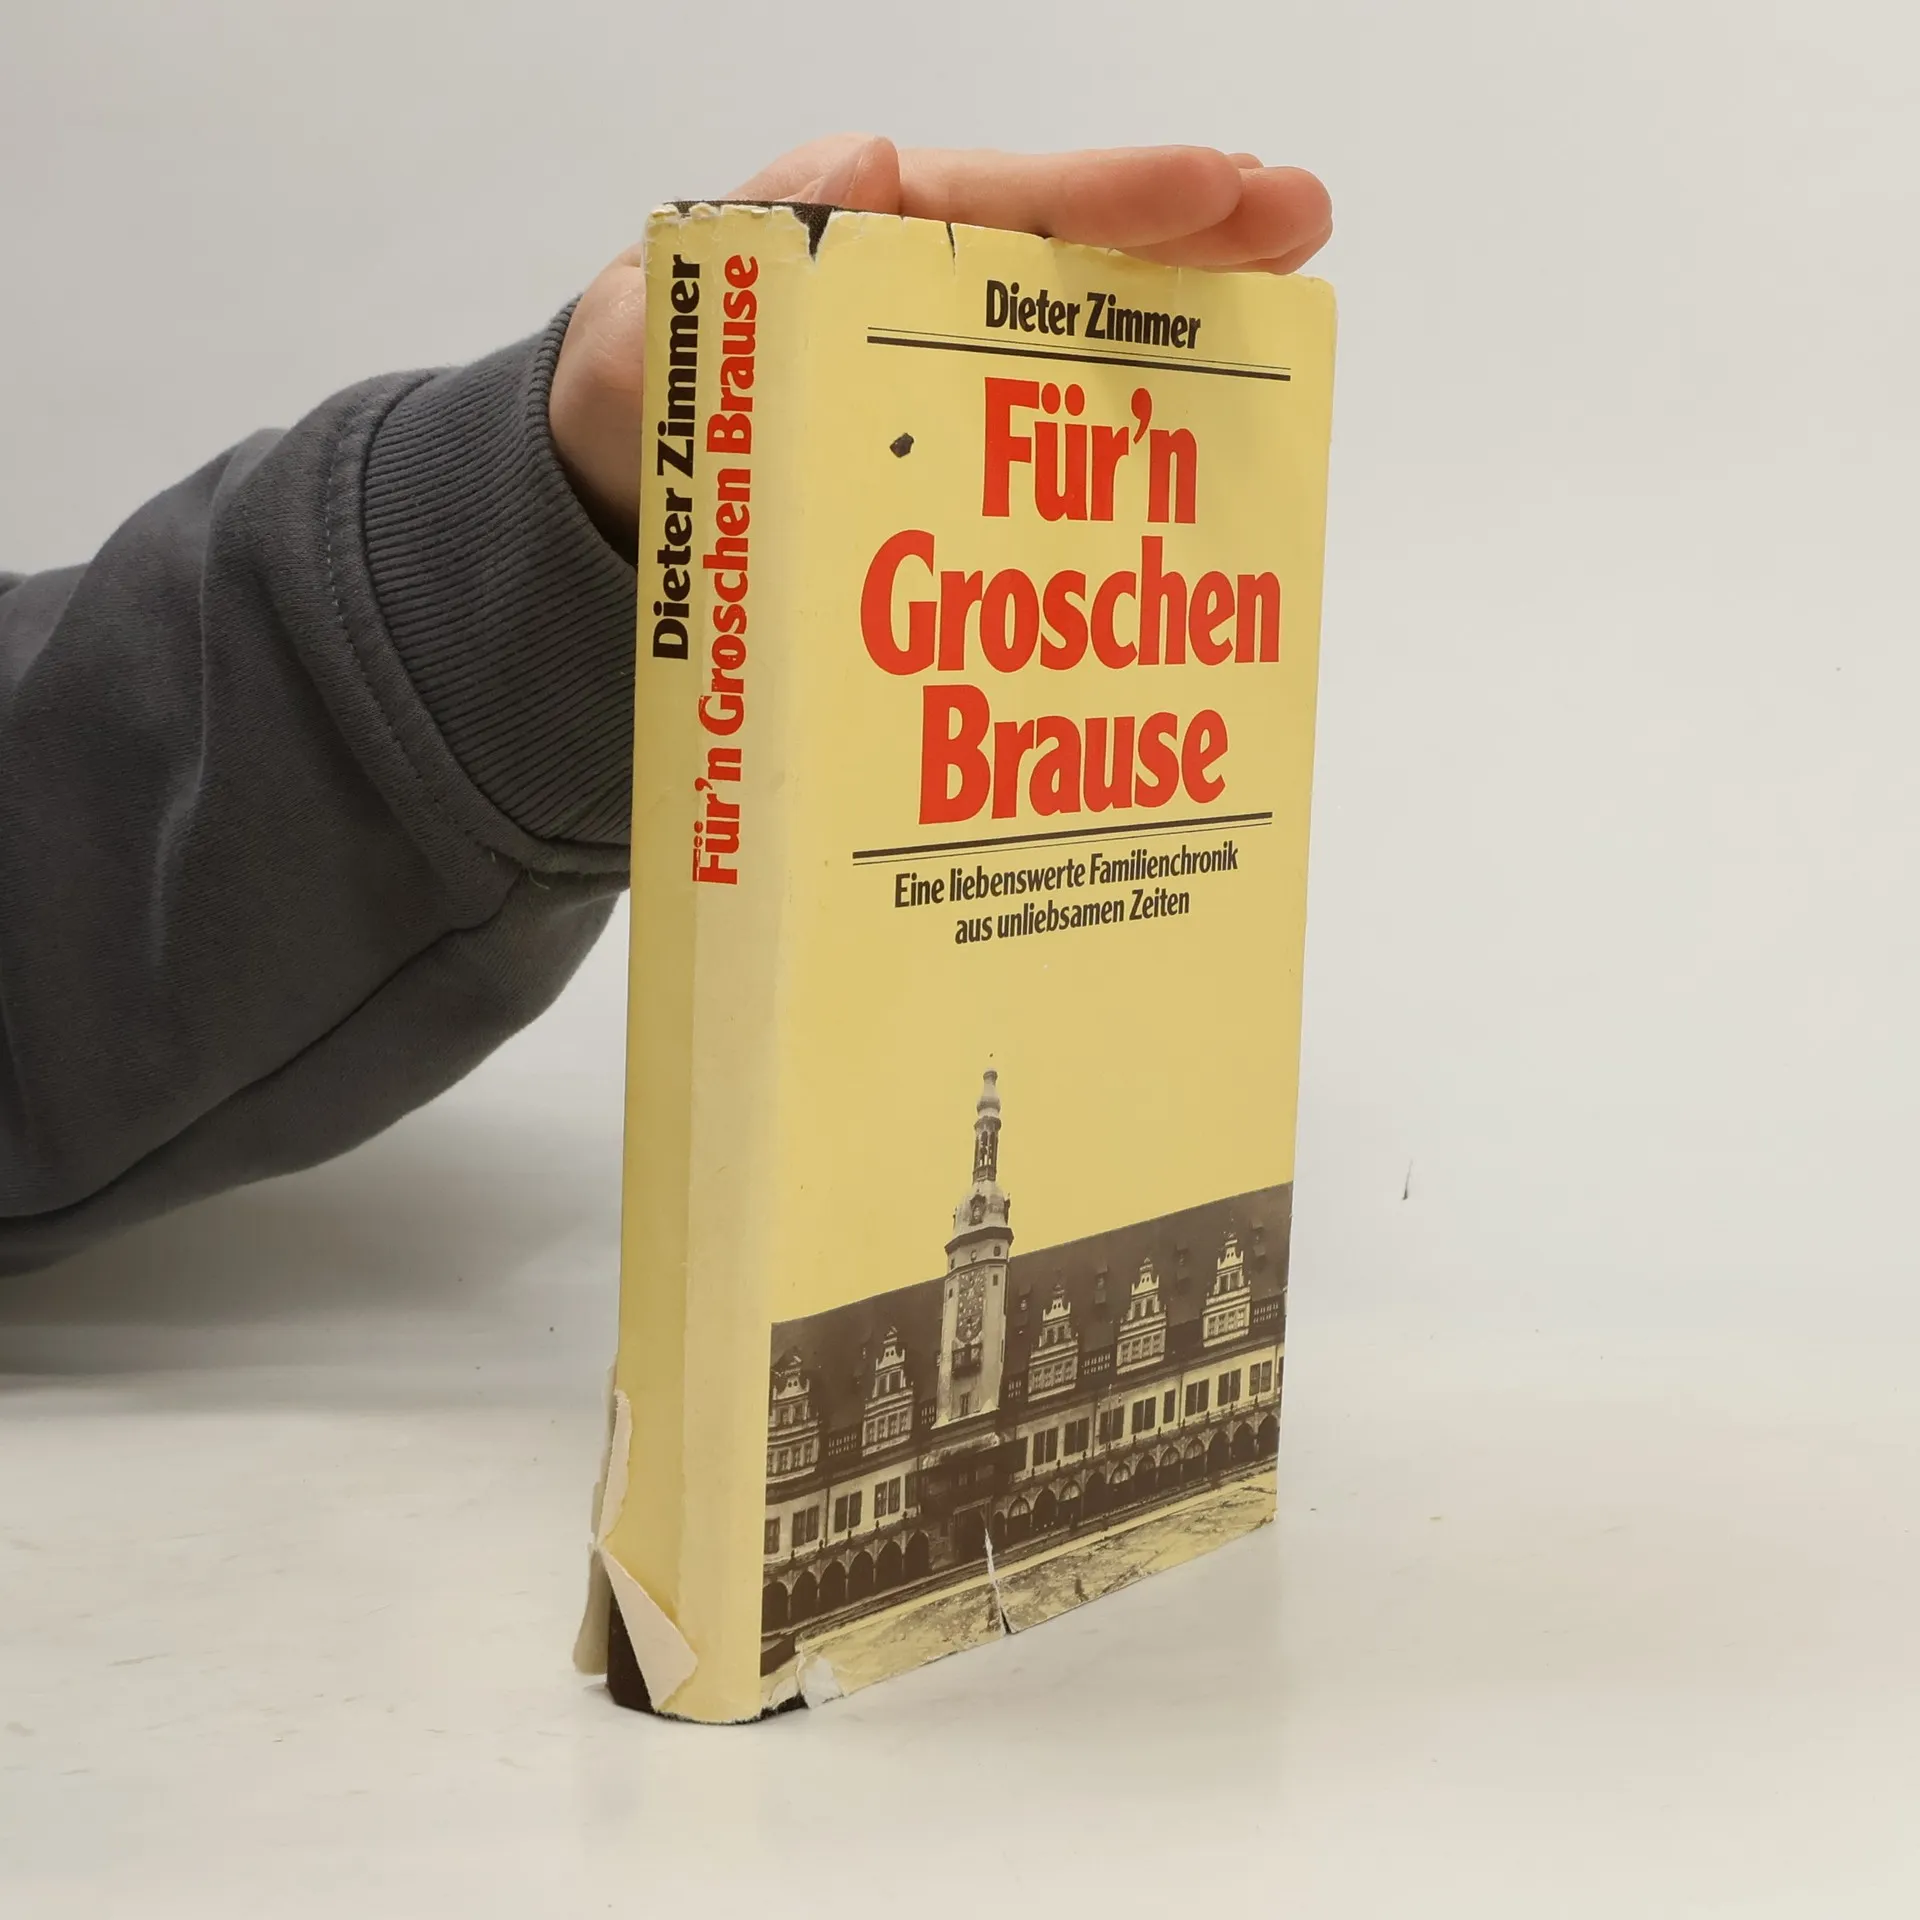 Dieter Zimmer
Für'n Groschen Brause
Dieter Zimmer
Für'n
Groschen
Brause
Eine liebenswerte Familienchronik
aus unliebsamen Zeiten